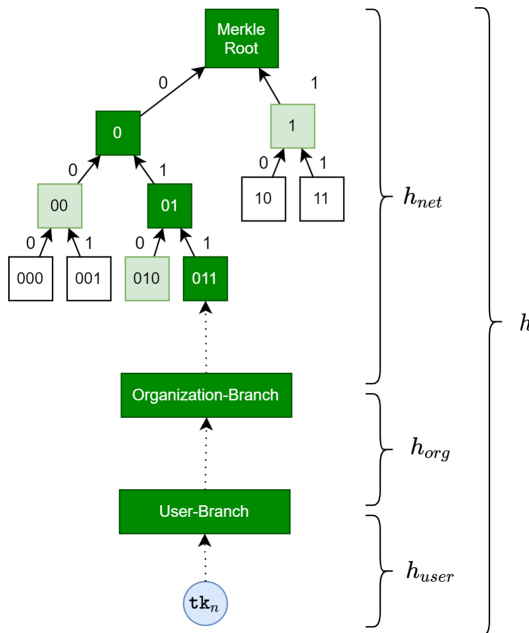 Merkle
Root
0
1
0
1
0
1
0
1
00
01
10
11
h_net
0
1
0
1
000
001
010
011
h
Organization-Branch
h_org
User-Branch
h_user
tk_n